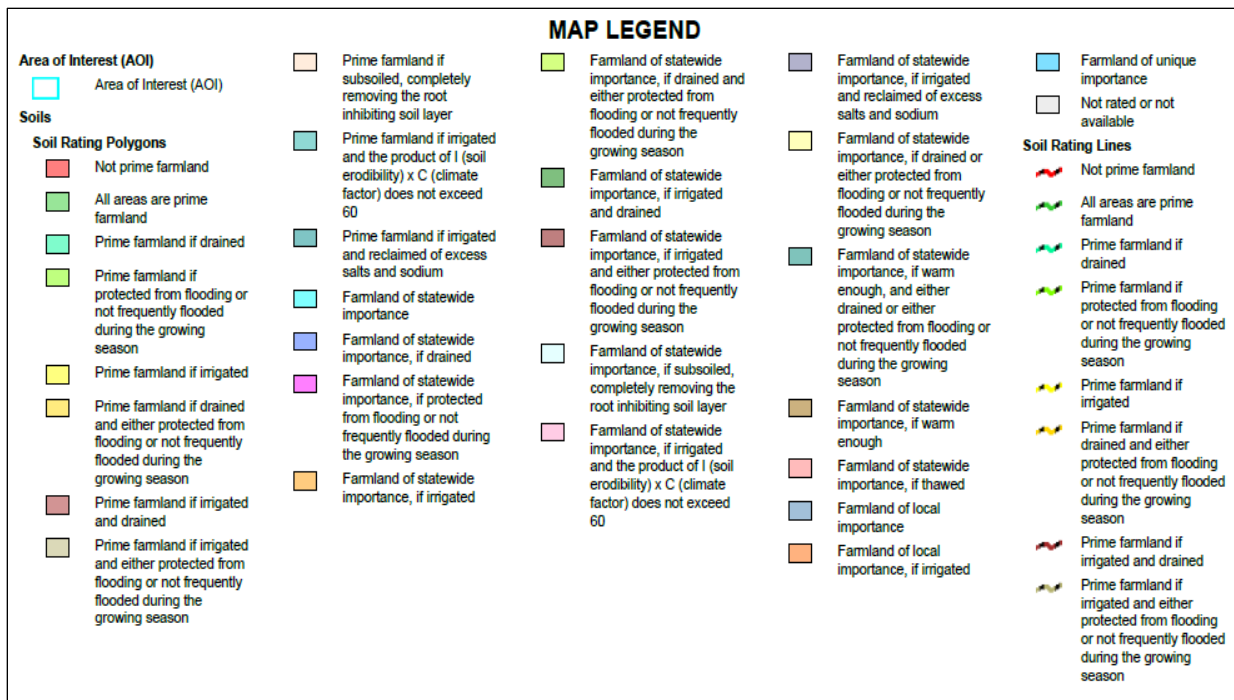 MAP LEGEND
Area of Interest (AOI)
Area of Interest (AOI)
Soils
Soil Rating Polygons
Not prime farmland
All areas are prime
farmland
Prime farmland if drained
Prime farmland if
protected from flooding or
not frequently flooded
during the growing
season
Prime farmland if irrigated
Prime farmland if drained
and either protected from
flooding or not frequently
flooded during the
growing season
Prime farmland if irrigated
and drained
Prime farmland if irrigated
and either protected from
flooding or not frequently
flooded during the
growing season
Prime farmland if
subsoiled, completely
removing the root
inhibiting soil layer
Prime farmland if irrigated
and the product of I (soil
erodibility) x C (climate
factor) does not exceed
60
Prime farmland if irrigated
and reclaimed of excess
salts and sodium
Farmland of statewide
importance
Farmland of statewide
importance, if drained
Farmland of statewide
importance, if protected
from flooding or not
frequently flooded during
the growing season
Farmland of statewide
importance, if irrigated
Farmland of statewide
importance, if drained and
either protected from
flooding or not frequently
flooded during the
growing season
Farmland of statewide
importance, if irrigated
and drained
Farmland of statewide
importance, if irrigated
and either protected from
flooding or not frequently
flooded during the
growing season
Farmland of statewide
importance, if subsoiled,
completely removing the
root inhibiting soil layer
Farmland of statewide
importance, if irrigated
and the product of I (soil
erodibility) x C (climate
factor) does not exceed
60
Farmland of statewide
importance, if irrigated
and reclaimed of excess
salts and sodium
Farmland of statewide
importance, if drained or
either protected from
flooding or not frequently
flooded during the
growing season
Farmland of statewide
importance, if warm
enough, and either
drained or either
protected from flooding or
not frequently flooded
during the growing
season
Farmland of statewide
importance, if warm
enough
Farmland of statewide
importance, if thawed
Farmland of local
importance
Farmland of local
importance, if irrigated
Farmland of unique
importance
Not rated or not
available
Soil Rating Lines
Not prime farmland
All areas are prime
farmland
Prime farmland if
drained
Prime farmland if
protected from flooding
or not frequently flooded
during the growing
season
Prime farmland if
irrigated
Prime farmland if
drained and either
protected from flooding
or not frequently flooded
during the growing
season
Prime farmland if
irrigated and drained
Prime farmland if
irrigated and either
protected from flooding
or not frequently flooded
during the growing
season